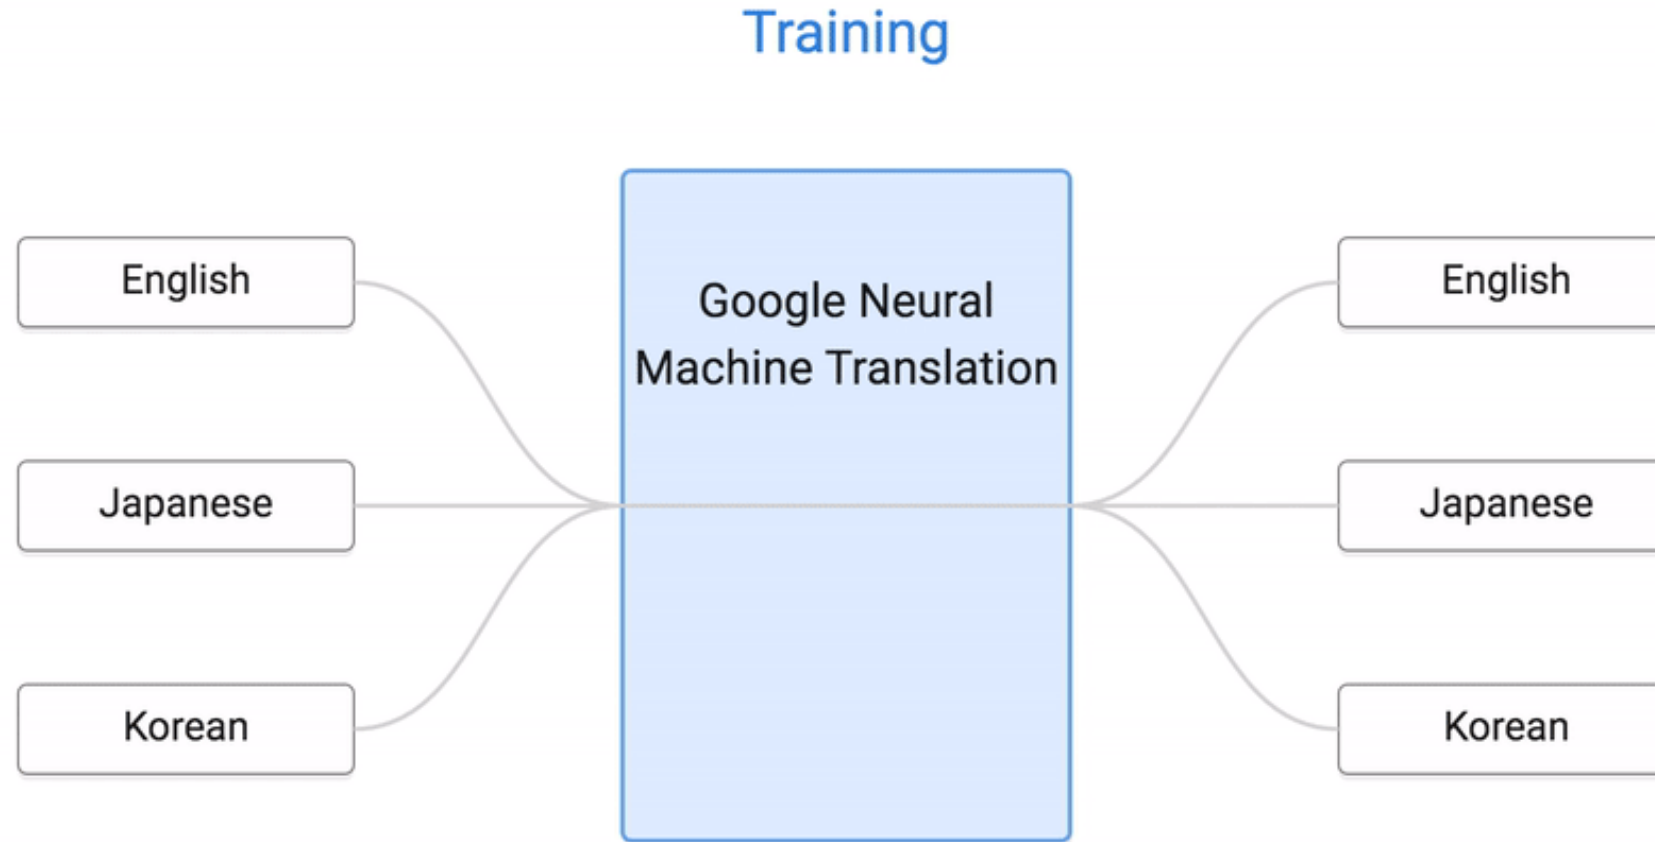 Training
Google Neural
Machine Translation
English
Japanese
Korean
English
Japanese
Korean